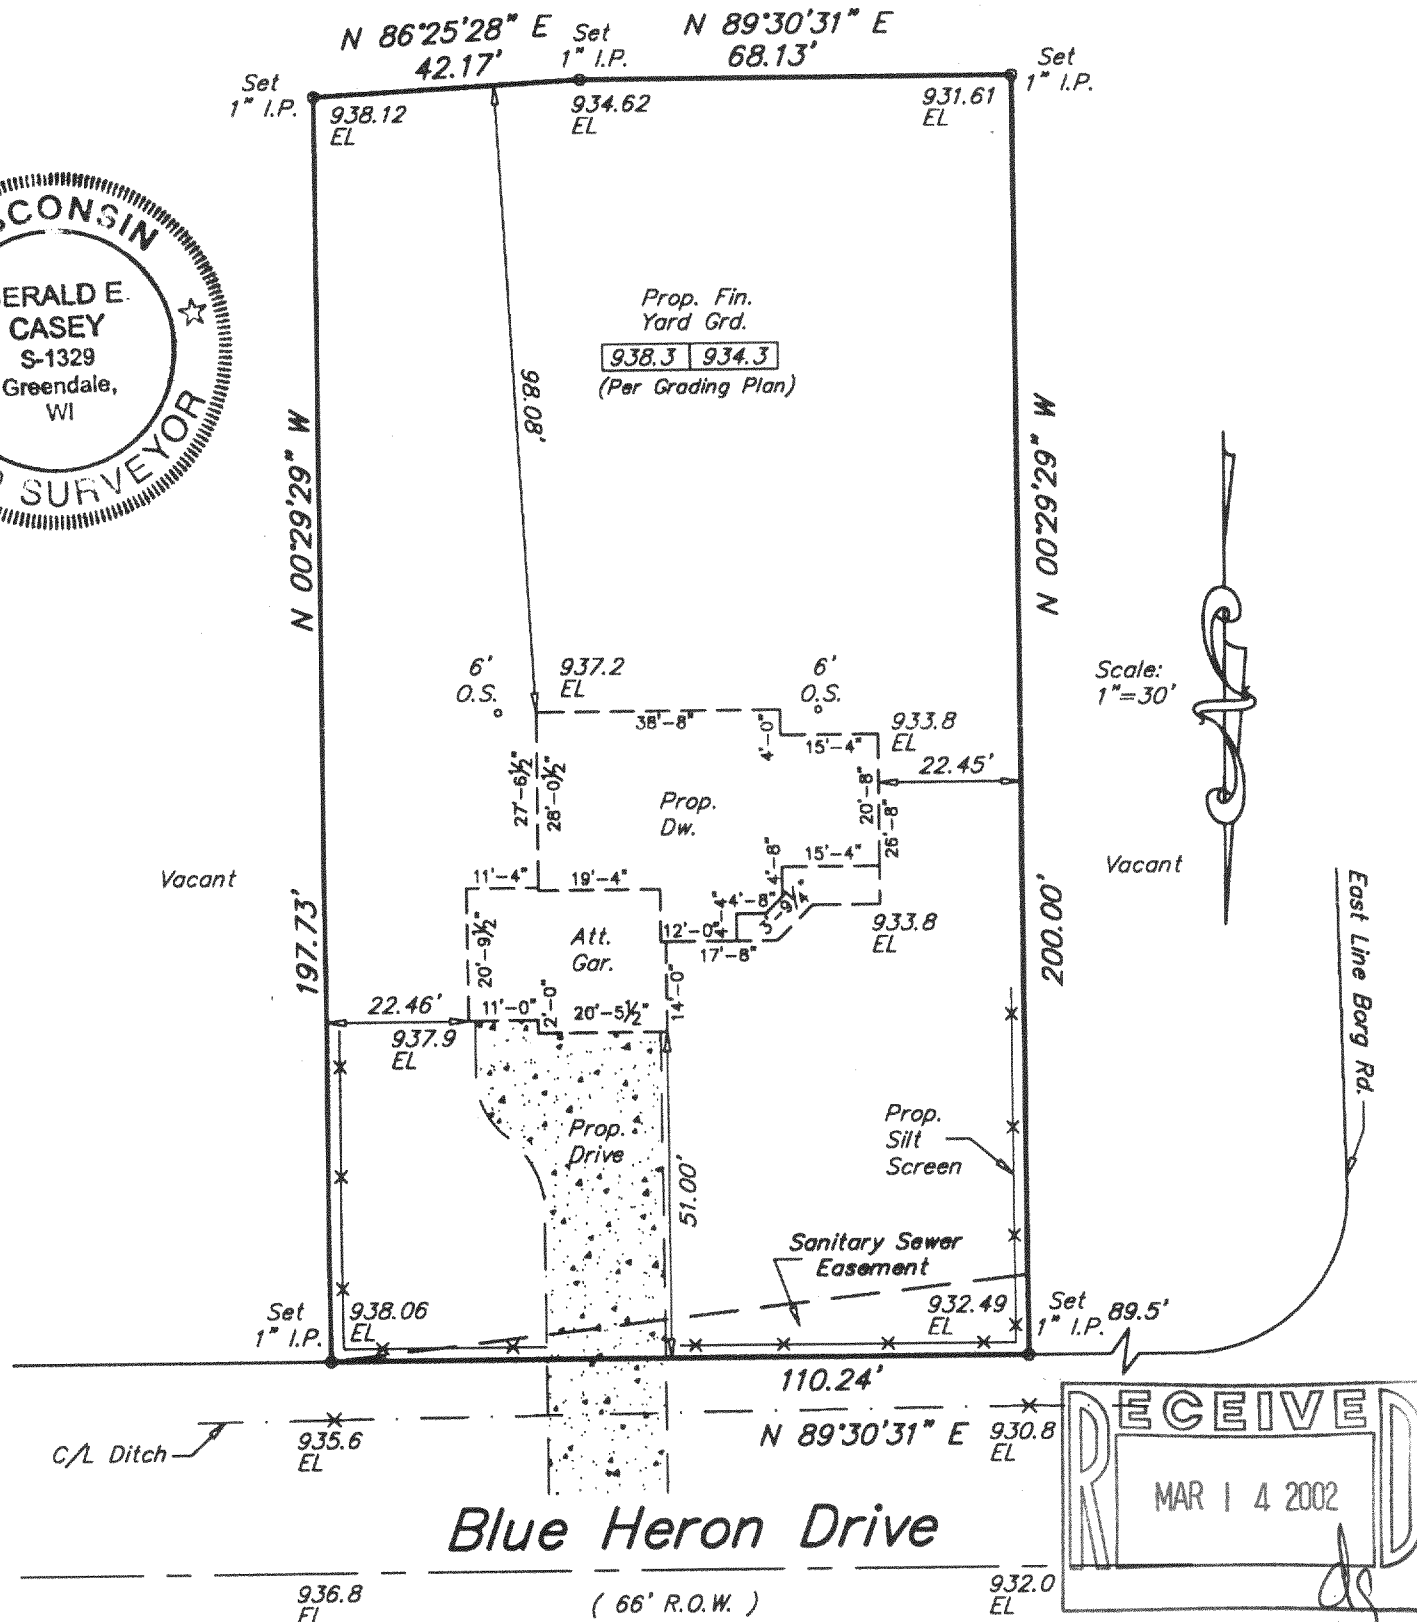 N 86°25'28" E
42.17'
Set
1" I.P.
N 89°30'31" E
68.13'
Set
1" I.P.
Set
1" I.P.
938.12
EL
934.62
EL
931.61
EL
ERALD E.
CASEY
S-1329
Greendale,
WI
SURVEYOR
Prop. Fin.
Yard Grd.
938.3 934.3
(Per Grading Plan)
98.08'
N 00°29'29" W
197.73'
N 00°29'29" W
200.00'
Scale:
1"=30'
6'
O.S.
937.2
EL
6'
O.S.
933.8
EL
38'-8"
4'-0"
15'-4"
22.45'
27'-6½"
28'-0½"
20'-8"
26'-8"
Prop.
Dw.
Vacant
Vacant
East Line Borg Rd.
11'-4"
19'-4"
4'-8"
15'-4"
4'-8"
12'-0"
17'-8"
933.8
EL
Att.
Gar.
20'-9½"
11'-0"
2'-0"
20'-5½"
14'-0"
22.46'
937.9
EL
Prop.
Drive
51.00'
Prop.
Silt
Screen
Sanitary Sewer
Easement
Set
1" I.P.
938.06
EL
932.49
EL
Set
1" I.P.
89.5'
110.24'
N 89°30'31" E
C/L Ditch
935.6
EL
930.8
EL
RECEIVED
MAR 14 2002
Blue Heron Drive
936.8
EL
( 66' R.O.W. )
932.0
EL